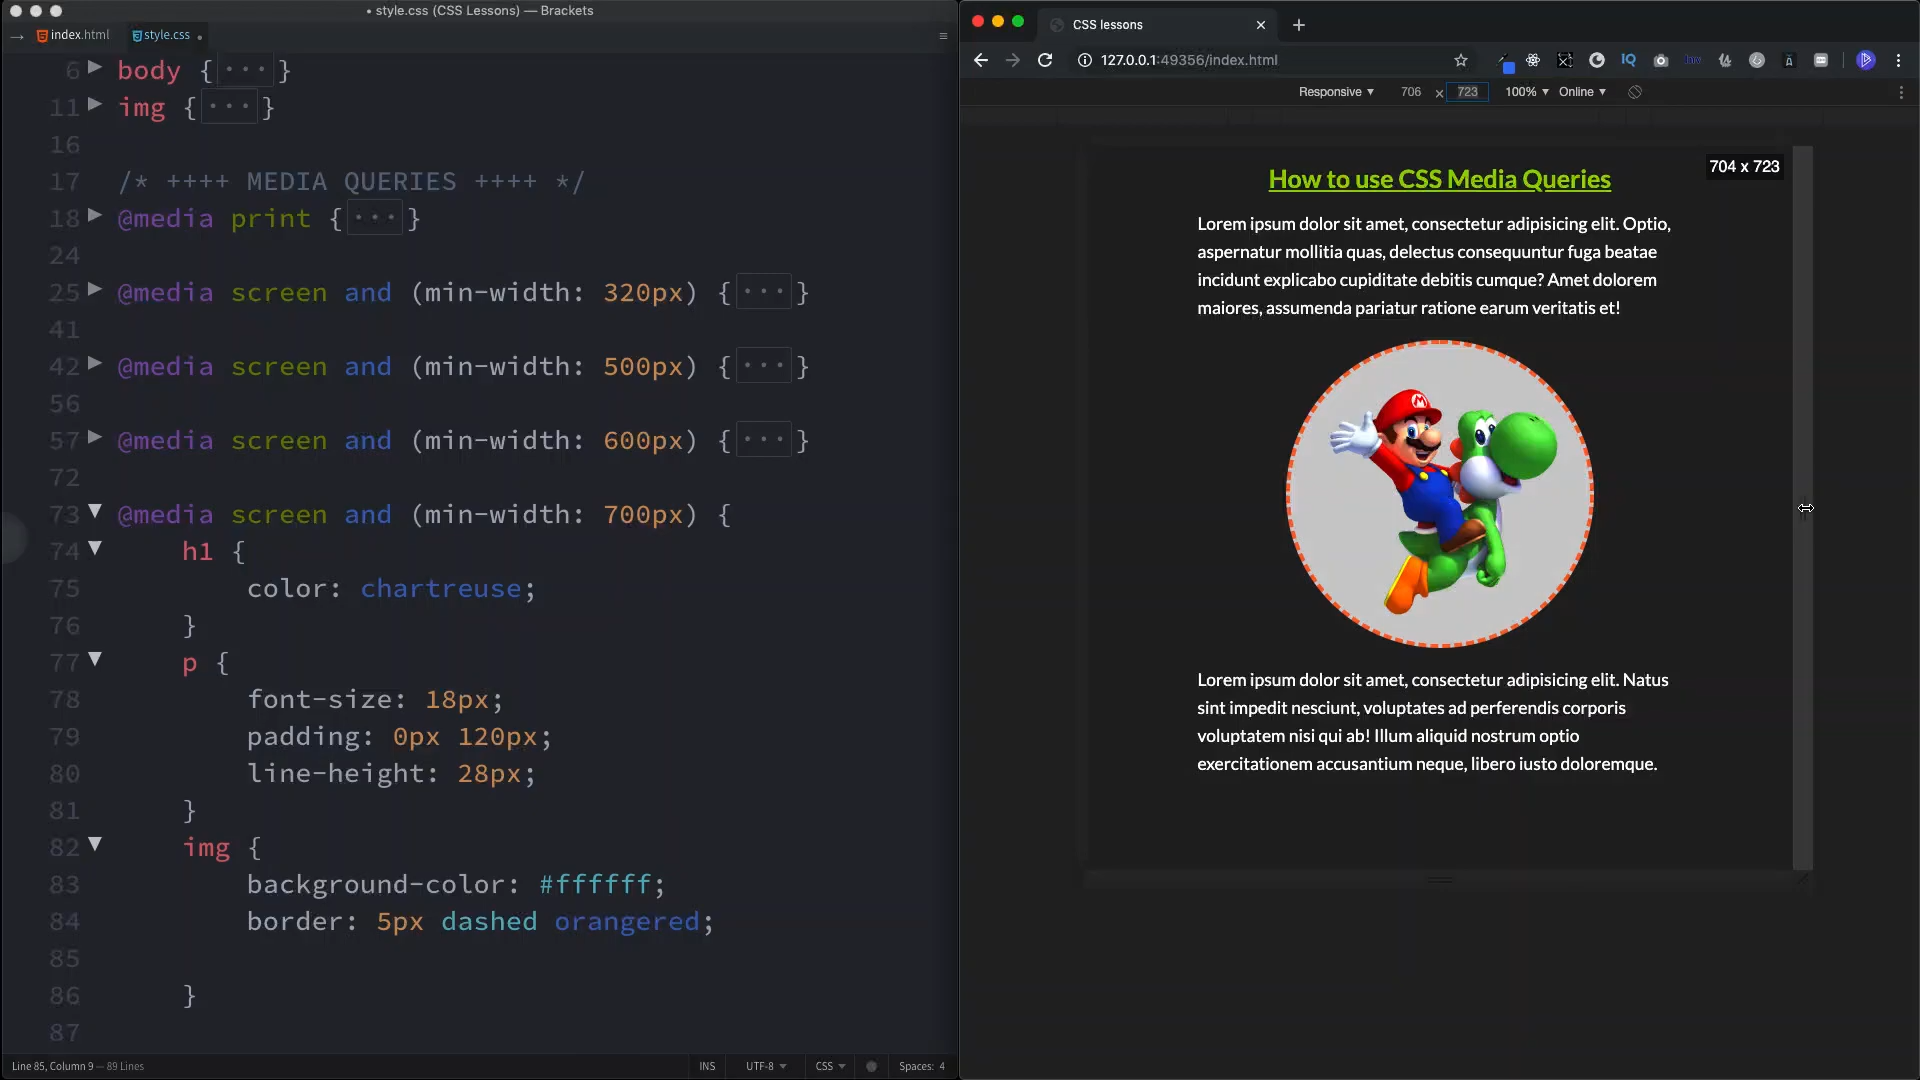 • style.css (CSS Lessons) — Brackets
index.html
style.css •
6 body {•••}
11 img {•••}
16
17 /* ++++ MEDIA QUERIES ++++ */
18 @media print {•••}
24
25 @media screen and (min-width: 320px) {•••}
41
42 @media screen and (min-width: 500px) {•••}
56
57 @media screen and (min-width: 600px) {•••}
72
73 @media screen and (min-width: 700px) {
74 h1 {
75 color: chartreuse;
76 }
77 p {
78 font-size: 18px;
79 padding: 0px 120px;
80 line-height: 28px;
81 }
82 img {
83 background-color: #ffffff;
84 border: 5px dashed orangered;
85
86 }
87
Line 85, Column 9 — 89 Lines
INS UTF-8 CSS Spaces: 4
CSS lessons
127.0.0.1:49356/index.html
IQ
Responsive 706 × 723 100% Online
704 x 723
How to use CSS Media Queries
Lorem ipsum dolor sit amet, consectetur adipisicing elit. Optio,
aspernatur mollitia quas, delectus consequuntur fuga beatae
incidunt explicabo cupiditate debitis cumque? Amet dolorem
maiores, assumenda pariatur ratione earum veritatis et!
M
Lorem ipsum dolor sit amet, consectetur adipisicing elit. Natus
sint impedit nesciunt, voluptates ad perferendis corporis
voluptatem nisi qui ab! Illum aliquid nostrum optio
exercitationem accusantium neque, libero iusto doloremque.